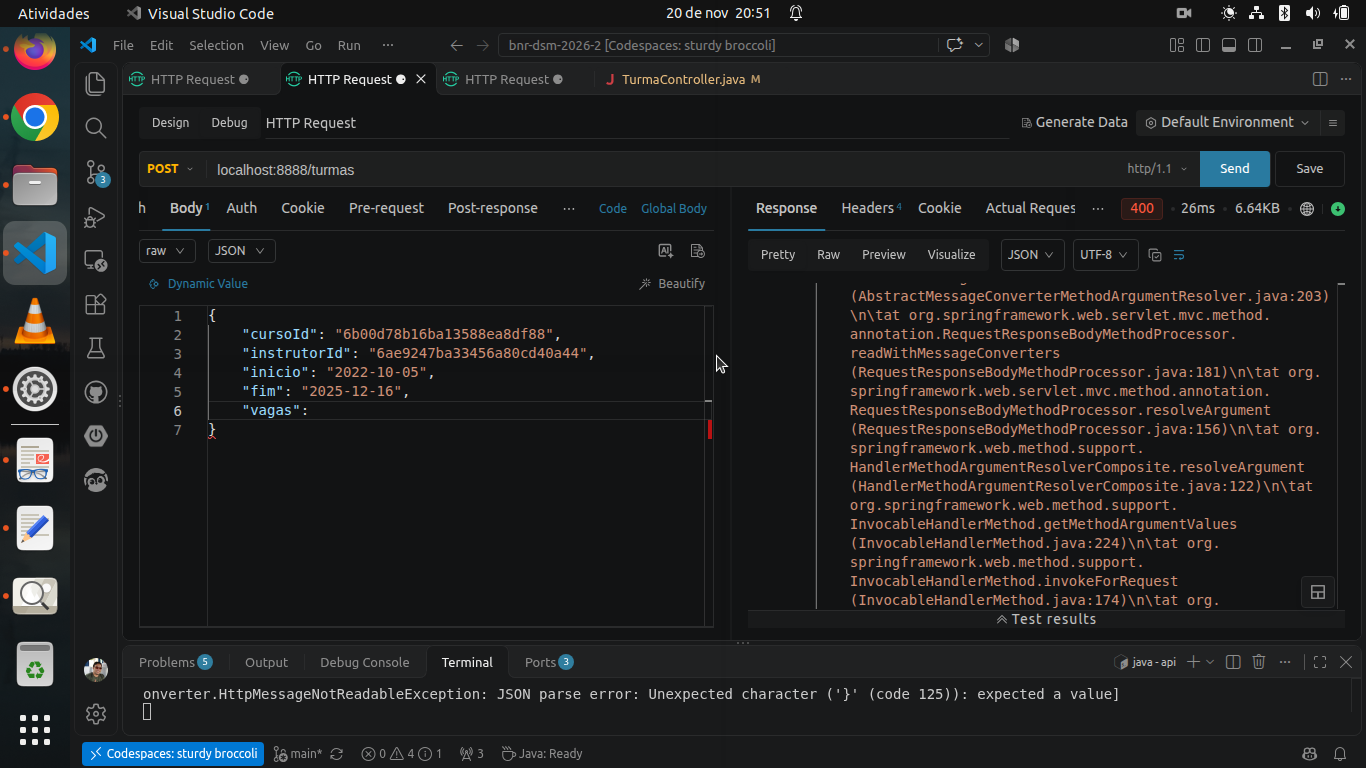 Atividades
Visual Studio Code
20 de nov 20:51
File Edit Selection View Go Run ···
bnr-dsm-2026-2 [Codespaces: sturdy broccoli]
HTTP HTTP Request
HTTP HTTP Request
HTTP HTTP Request
J TurmaController.java M
Design Debug HTTP Request
Generate Data
Default Environment
POST localhost:8888/turmas
http/1.1
Send
Save
h Body 1 Auth Cookie Pre-request Post-response ··· Code Global Body
raw JSON
Dynamic Value
Beautify
1 {
2 "cursoId": "6b00d78b16ba13588ea8df88",
3 "instrutorId": "6ae9247ba33456a80cd40a44",
4 "inicio": "2022-10-05",
5 "fim": "2025-12-16",
6 "vagas":
7 }
Response Headers 4 Cookie Actual Reques ··· 400 26ms 6.64KB
Pretty Raw Preview Visualize JSON UTF-8
(AbstractMessageConverterMethodArgumentResolver.java:203)
\n\tat org.springframework.web.servlet.mvc.method.
annotation.RequestResponseBodyMethodProcessor.
readWithMessageConverters
(RequestResponseBodyMethodProcessor.java:181)\n\tat org.
springframework.web.servlet.mvc.method.annotation.
RequestResponseBodyMethodProcessor.resolveArgument
(RequestResponseBodyMethodProcessor.java:156)\n\tat org.
springframework.web.method.support.
HandlerMethodArgumentResolverComposite.resolveArgument
(HandlerMethodArgumentResolverComposite.java:122)\n\tat
org.springframework.web.method.support.
InvocableHandlerMethod.getMethodArgumentValues
(InvocableHandlerMethod.java:224)\n\tat org.
springframework.web.method.support.
InvocableHandlerMethod.invokeForRequest
(InvocableHandlerMethod.java:174)\n\tat org.
Test results
3
Problems 5 Output Debug Console Terminal Ports 3
java - api
onverter.HttpMessageNotReadableException: JSON parse error: Unexpected character ('}' (code 125)): expected a value]
Codespaces: sturdy broccoli
main*
0 4 1
3
Java: Ready